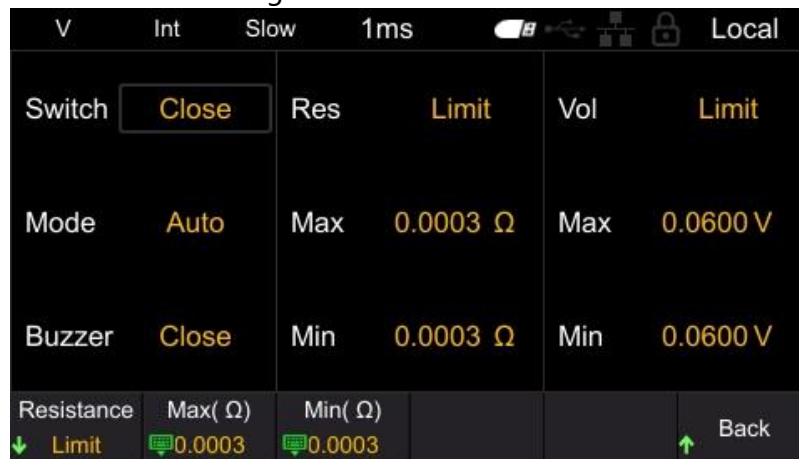 V Int Slow 1ms Local
Switch Close Res Limit Vol Limit
Mode Auto Max 0.0003 Ω Max 0.0600 V
Buzzer Close Min 0.0003 Ω Min 0.0600 V
Resistance Max( Ω) Min( Ω)
Limit 0.0003 0.0003 Back